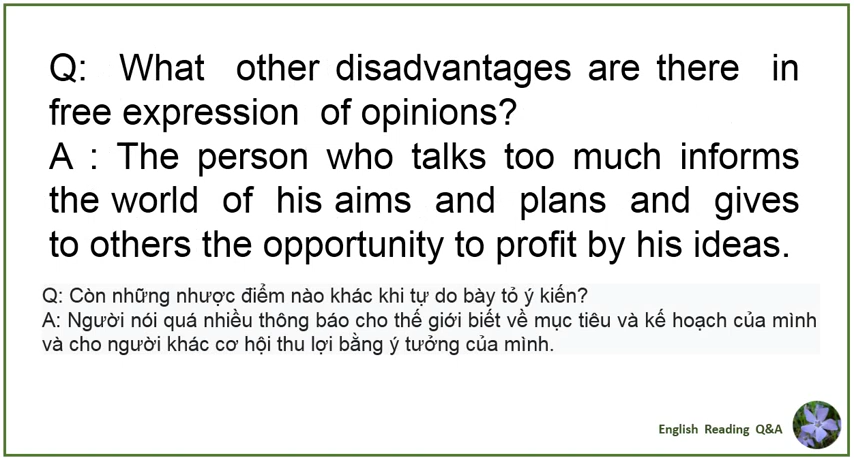 Q: What other disadvantages are there in
free expression of opinions?
A : The person who talks too much informs
the world of his aims and plans and gives
to others the opportunity to profit by his ideas.
Q: Còn những nhược điểm nào khác khi tự do bày tỏ ý kiến?
A: Người nói quá nhiều thông báo cho thế giới biết về mục tiêu và kế hoạch của mình
và cho người khác cơ hội thu lợi bằng ý tưởng của mình.
English Reading Q&A